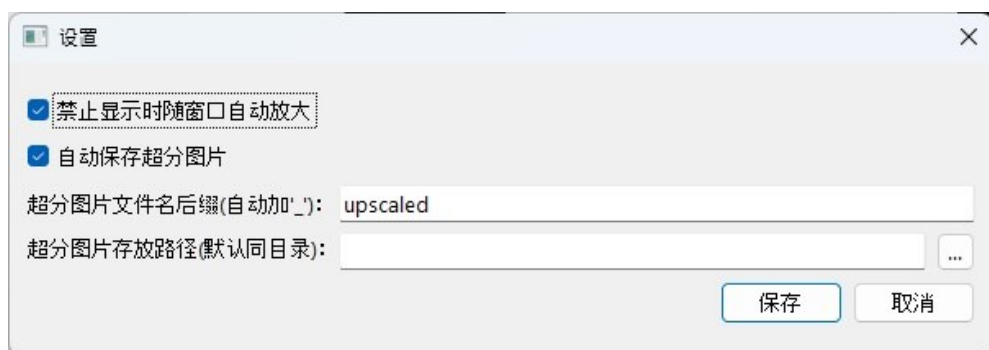 设置
禁止显示时随窗口自动放大
自动保存超分图片
超分图片文件名后缀(自动加'_')： upscaled
超分图片存放路径(默认同目录)： ...
保存 取消